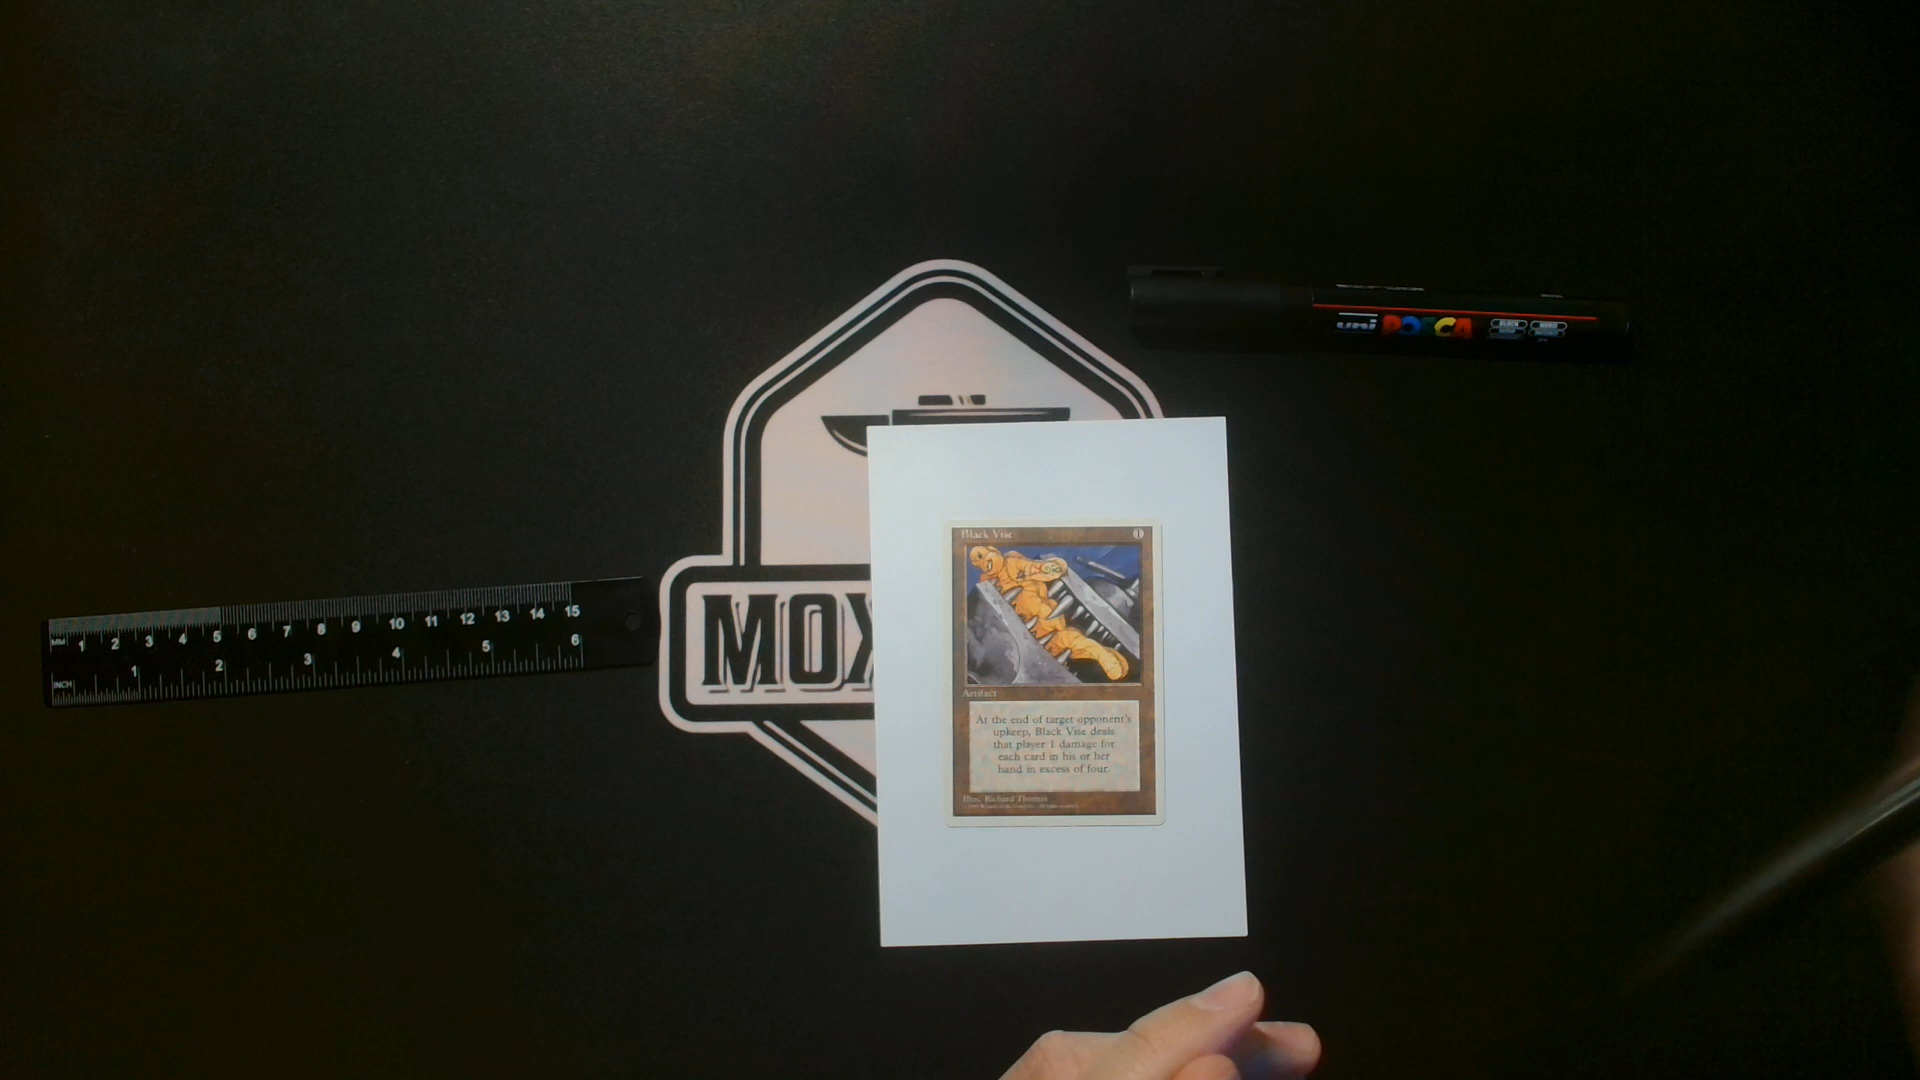 uni POSCA
Black Vise 1
MM 1 2 3 4 5 6 7 8 9 10 11 12 13 14 15
INCH 1 2 3 4 5 6
MOX
Artifact
At the end of target opponent's
upkeep, Black Vise deals
that player 1 damage for
each card in his or her
hand in excess of four.
Illus. Richard Thomas